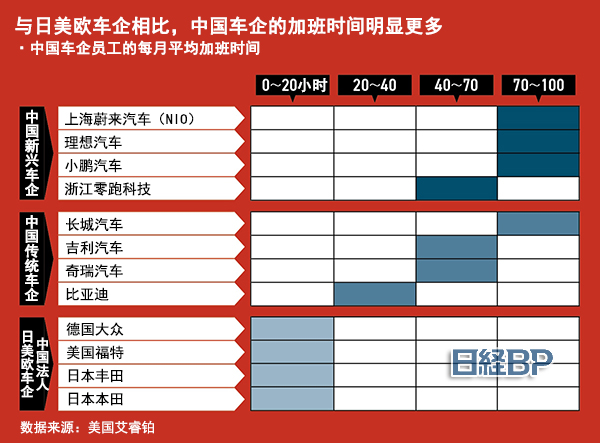 与日美欧车企相比，中国车企的加班时间明显更多
·中国车企员工的每月平均加班时间
0～20小时 20～40 40～70 70～100
中国新兴车企
上海蔚来汽车（NIO）
理想汽车
小鹏汽车
浙江零跑科技
中国传统车企
长城汽车
吉利汽车
奇瑞汽车
比亚迪
日美欧车企
中国法人
德国大众
美国福特
日本丰田
日本本田
日経BP
数据来源：美国艾睿铂